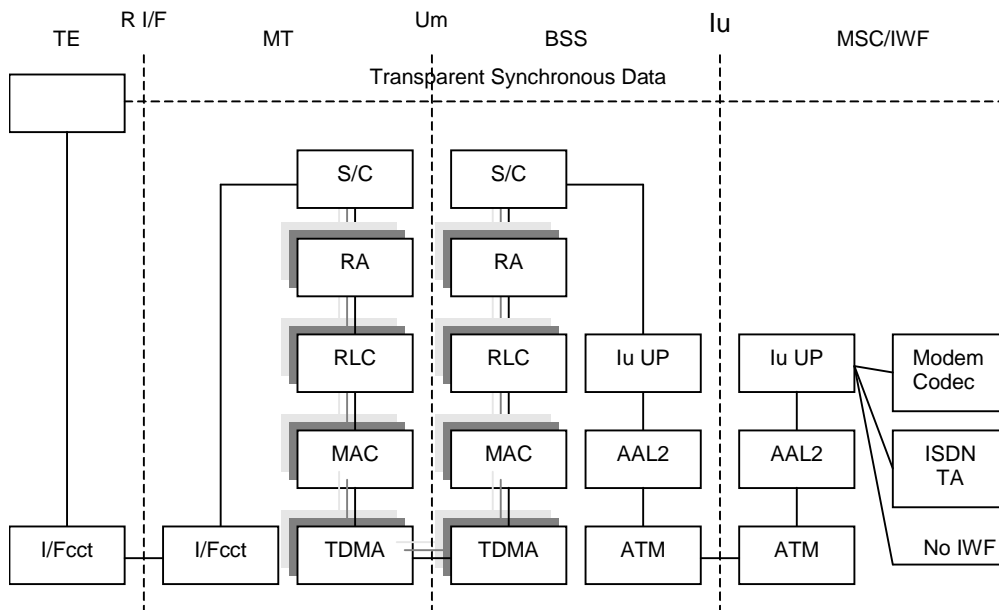 R I/F Um Iu
TE MT BSS MSC/IWF
Transparent Synchronous Data
S/C S/C
RA RA
RLC RLC Iu UP Iu UP Modem
Codec
MAC MAC AAL2 AAL2 ISDN
TA
I/Fcct I/Fcct TDMA TDMA ATM ATM No IWF